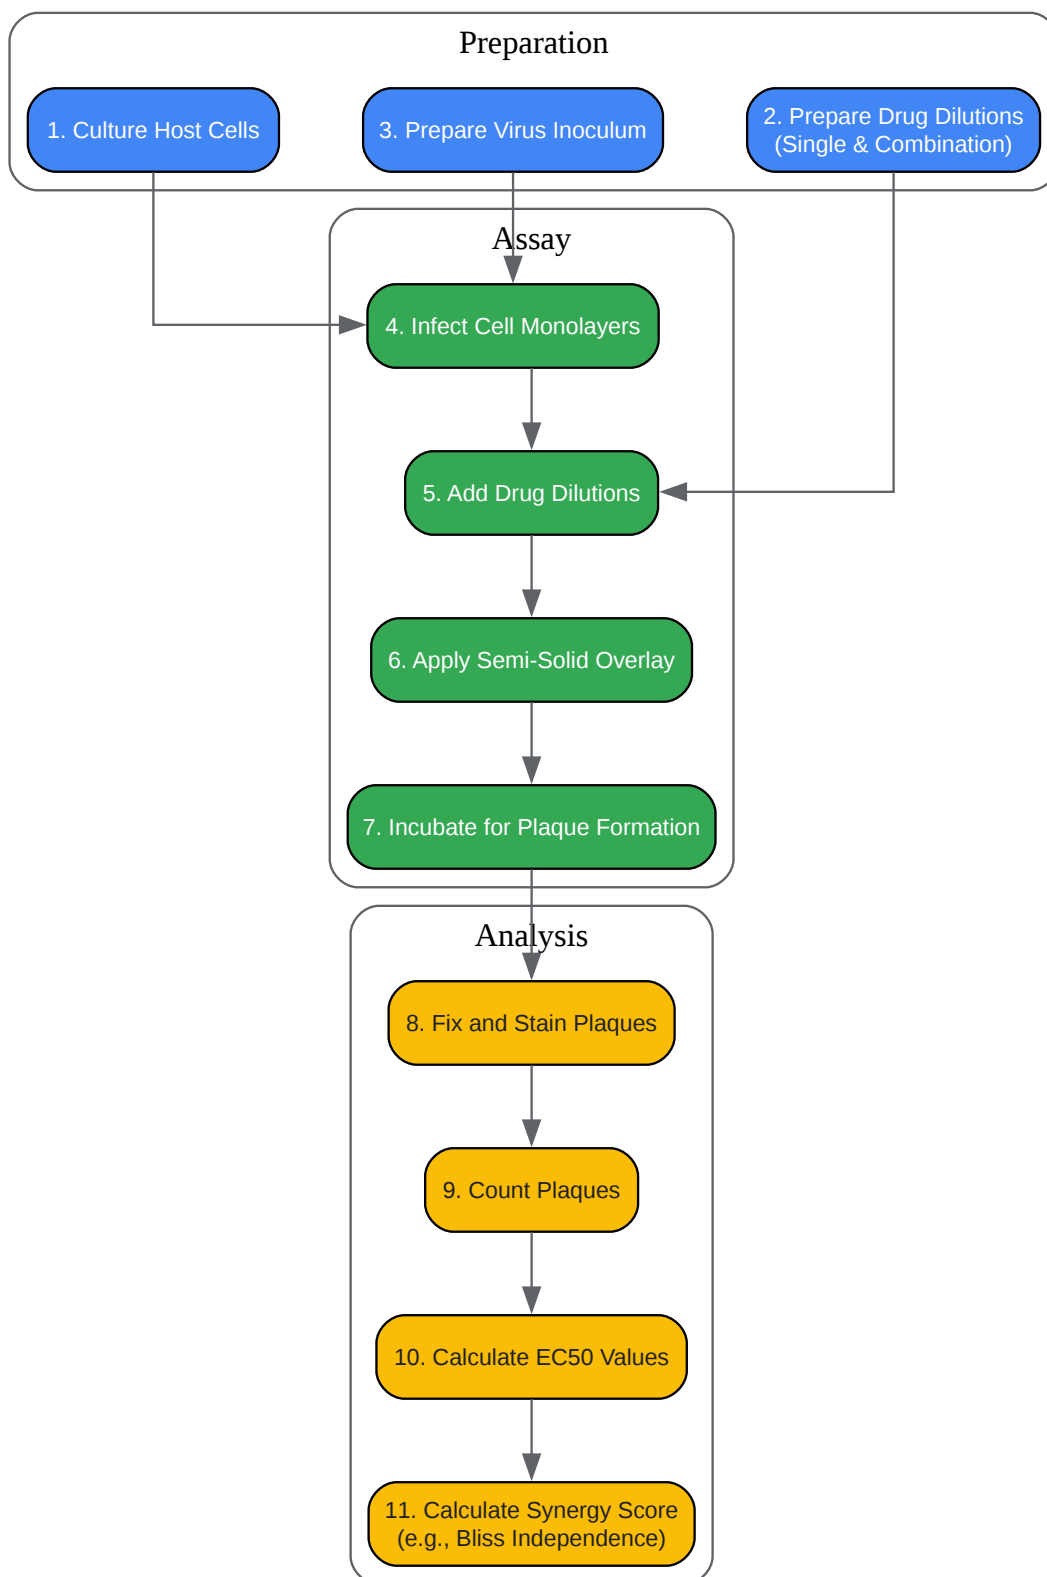 Preparation
1. Culture Host Cells
3. Prepare Virus Inoculum
2. Prepare Drug Dilutions
(Single & Combination)
Assay
4. Infect Cell Monolayers
5. Add Drug Dilutions
6. Apply Semi-Solid Overlay
7. Incubate for Plaque Formation
Analysis
8. Fix and Stain Plaques
9. Count Plaques
10. Calculate EC50 Values
11. Calculate Synergy Score
(e.g., Bliss Independence)